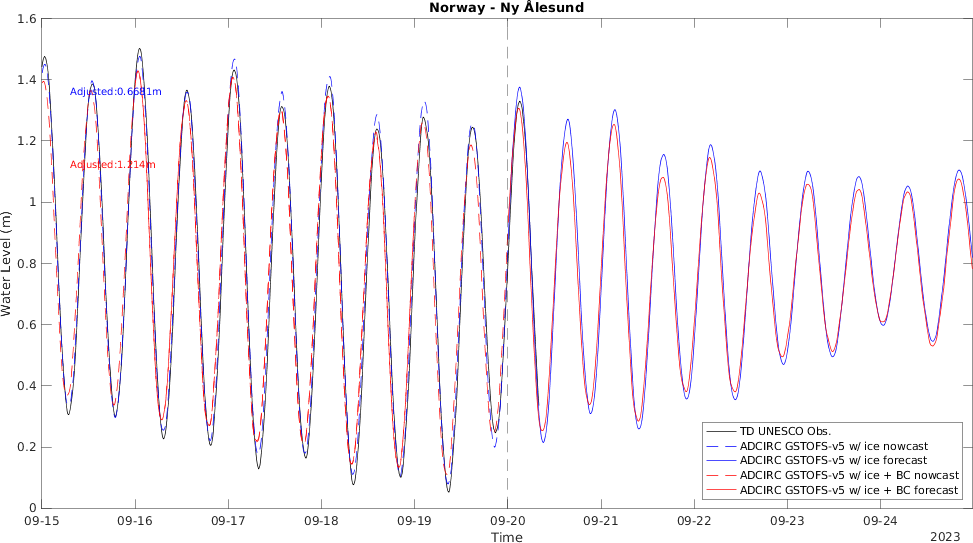 Norway - Ny Ålesund
1.6
1.4
1.2
1
0.8
0.6
0.4
0.2
0
Water Level (m)
Adjusted:0.6681m
Adjusted:1.214m
TD UNESCO Obs.
ADCIRC GSTOFS-v5 w/ ice nowcast
ADCIRC GSTOFS-v5 w/ ice forecast
ADCIRC GSTOFS-v5 w/ ice + BC nowcast
ADCIRC GSTOFS-v5 w/ ice + BC forecast
09-15 09-16 09-17 09-18 09-19 09-20 09-21 09-22 09-23 09-24
Time
2023